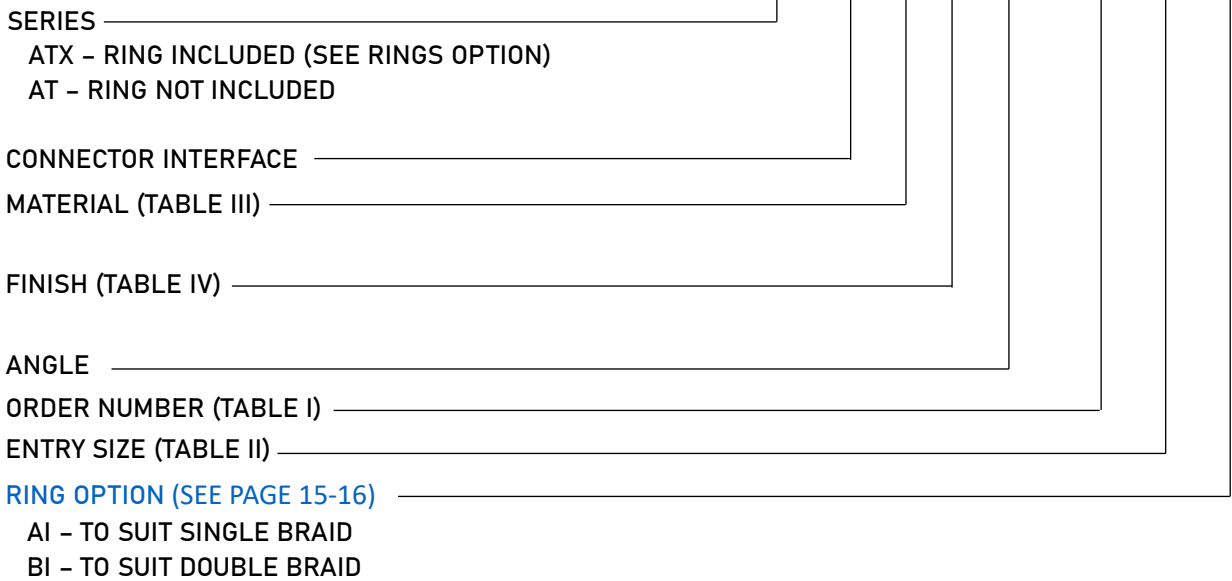 SERIES
ATX – RING INCLUDED (SEE RINGS OPTION)
AT – RING NOT INCLUDED
CONNECTOR INTERFACE
MATERIAL (TABLE III)
FINISH (TABLE IV)
ANGLE
ORDER NUMBER (TABLE I)
ENTRY SIZE (TABLE II)
RING OPTION (SEE PAGE 15-16)
AI – TO SUIT SINGLE BRAID
BI – TO SUIT DOUBLE BRAID